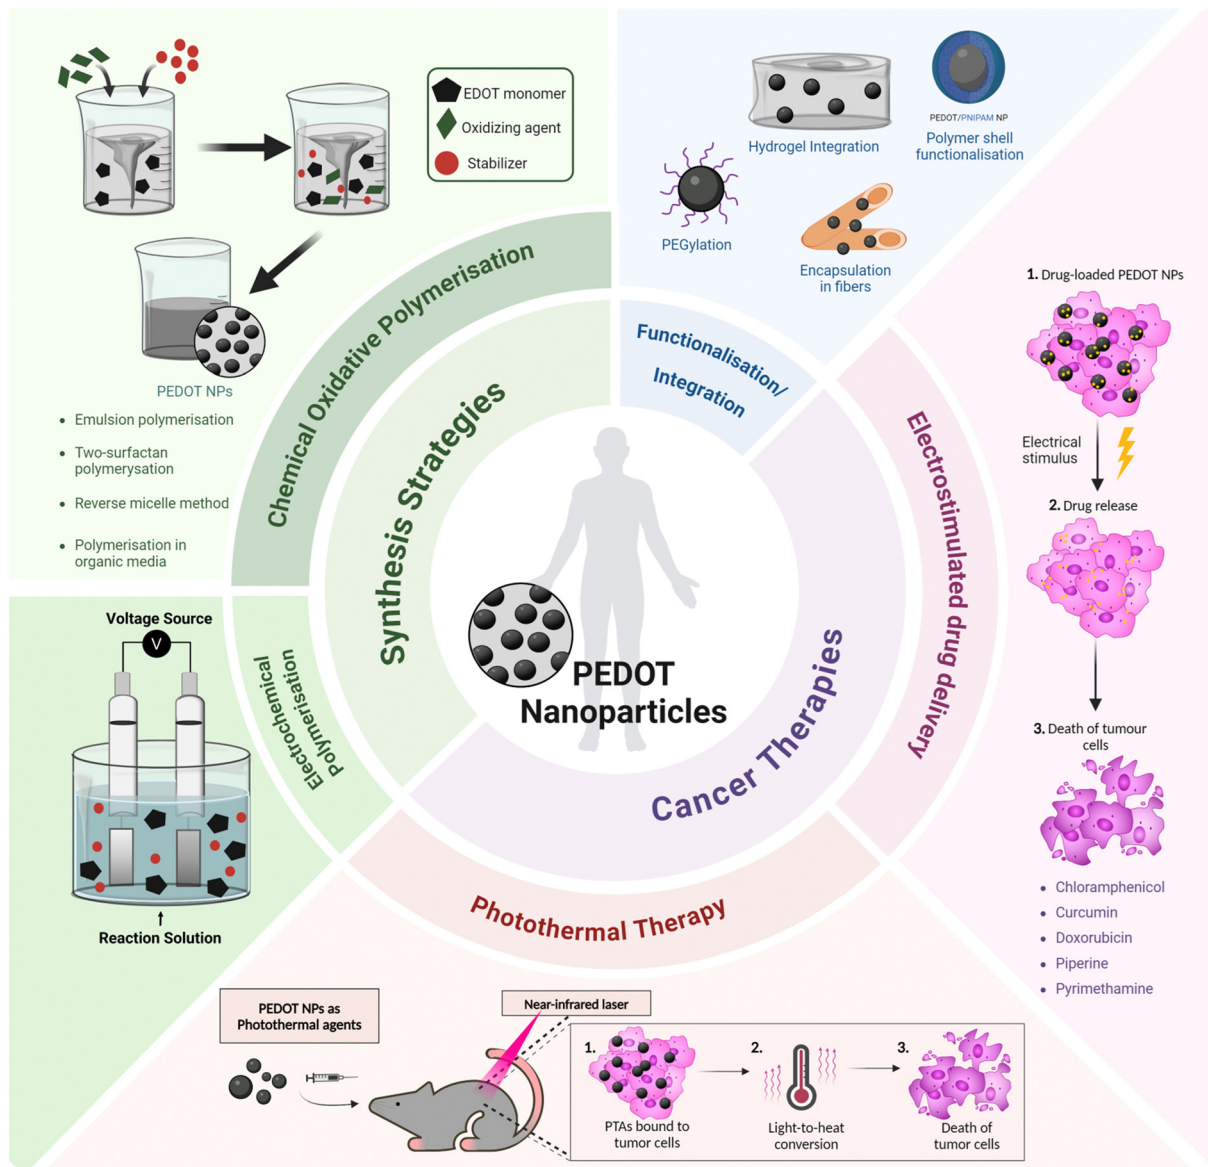 EDOT monomer
Oxidizing agent
Stabilizer
PEDOT NPs
Emulsion polymerisation
Two-surfactan
polymerysation
Reverse micelle method
Polymerisation in
organic media
Chemical Oxidative Polymerisation
Synthesis Strategies
Electrochemical
Polymerisation
Voltage Source
V
Reaction Solution
Hydrogel Integration
PEDOT/PNIPAM NP
Polymer shell
functionalisation
PEGylation
Encapsulation
in fibers
Functionalisation/
Integration
PEDOT
Nanoparticles
Cancer Therapies
Electrostimulated drug delivery
1. Drug-loaded PEDOT NPs
Electrical
stimulus
2. Drug release
3. Death of tumour
cells
Chloramphenicol
Curcumin
Doxorubicin
Piperine
Pyrimethamine
Photothermal Therapy
PEDOT NPs as
Photothermal agents
Near-infrared laser
1.
PTAs bound to
tumor cells
2.
Light-to-heat
conversion
3.
Death of
tumor cells